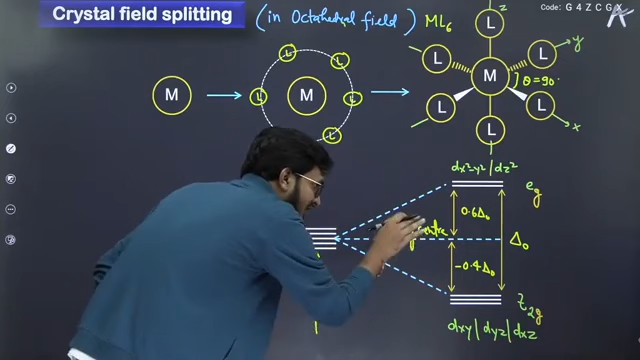 Crystal field splitting
(in Octahedral field)
ML6
Code: G 4 Z C G X
z
L
L
L
L
y
L
L
M
M
L
L
M
θ=90°
L
L
L
x
L
dx²-y² / dz²
eg
0.6Δo
Δo
-0.4Δo
t2g
dxy / dyz / dxz